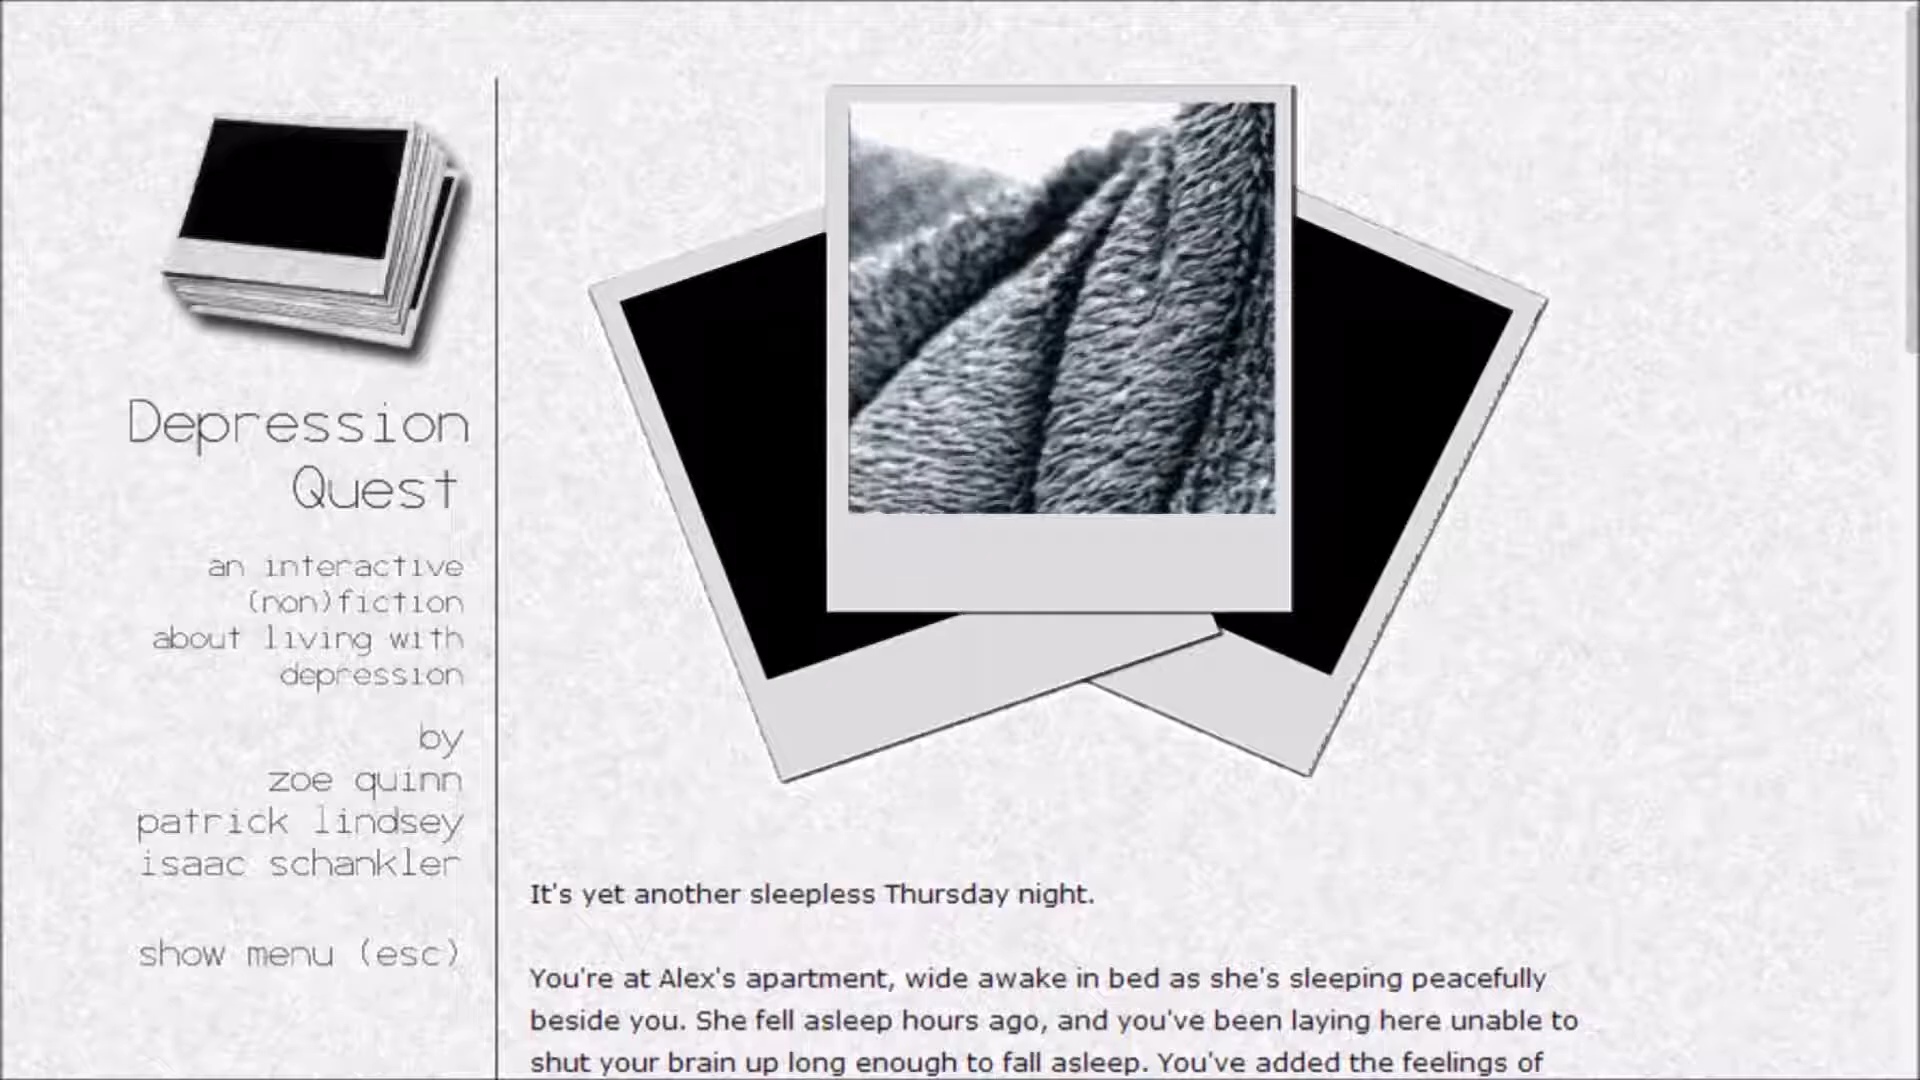 Depression
Quest
an interactive
(non)fiction
about living with
depression
by
zoe quinn
patrick lindsey
isaac schankler
show menu (esc)
It's yet another sleepless Thursday night.
You're at Alex's apartment, wide awake in bed as she's sleeping peacefully
beside you. She fell asleep hours ago, and you've been laying here unable to
shut your brain up long enough to fall asleep. You've added the feelings of